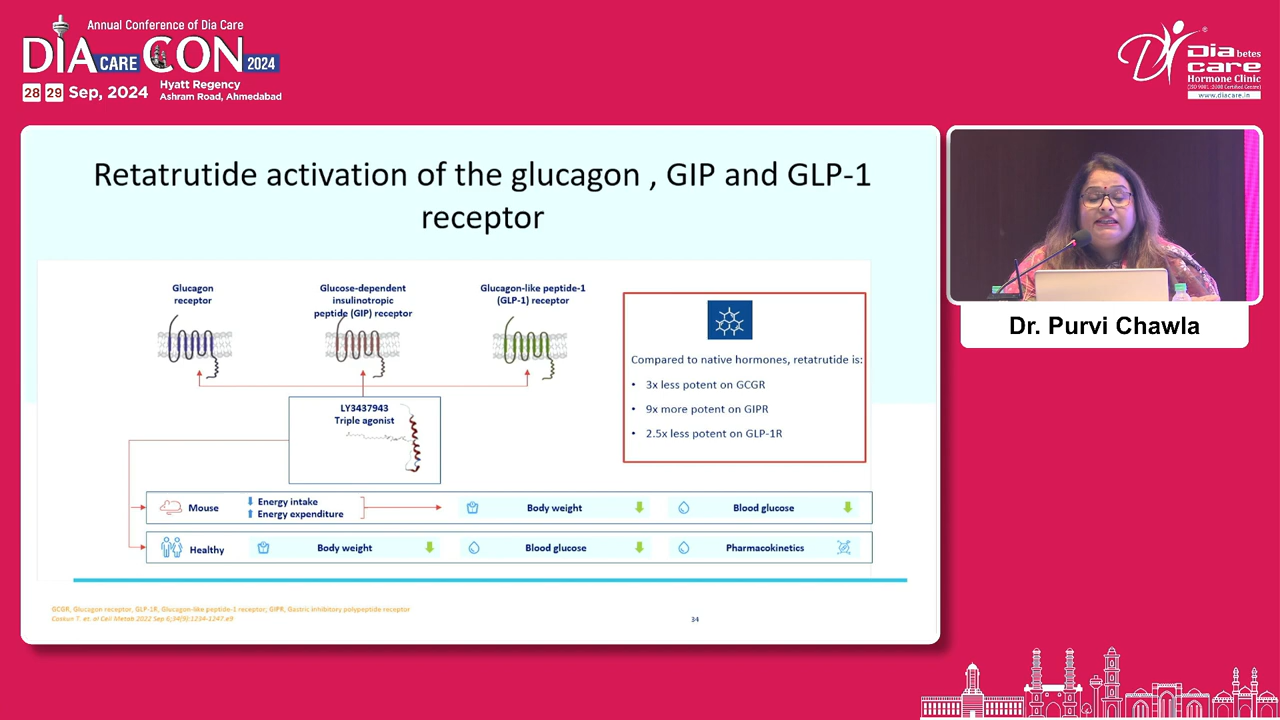 Annual Conference of Dia Care
DIA CARE CON 2024
28 29 Sep, 2024
Hyatt Regency
Ashram Road, Ahmedabad
Diabetes
care
Hormone Clinic
(ISO 9001 :2008 Certified Centre)
www.diacare.in
Retatrutide activation of the glucagon , GIP and GLP-1
receptor
Glucagon
receptor
Glucose-dependent
insulinotropic
peptide (GIP) receptor
Glucagon-like peptide-1
(GLP-1) receptor
LY3437943
Triple agonist
Compared to native hormones, retatrutide is:
• 3x less potent on GCGR
• 9x more potent on GIPR
• 2.5x less potent on GLP-1R
Mouse
Energy intake
Energy expenditure
Body weight
Blood glucose
Healthy
Body weight
Blood glucose
Pharmacokinetics
GCGR, Glucagon receptor, GLP-1R, Glucagon-like peptide-1 receptor; GIPR, Gastric inhibitory polypeptide receptor
Coskun T. et. al Cell Metab 2022 Sep 6;34(9):1234-1247.e9
34
Dr. Purvi Chawla